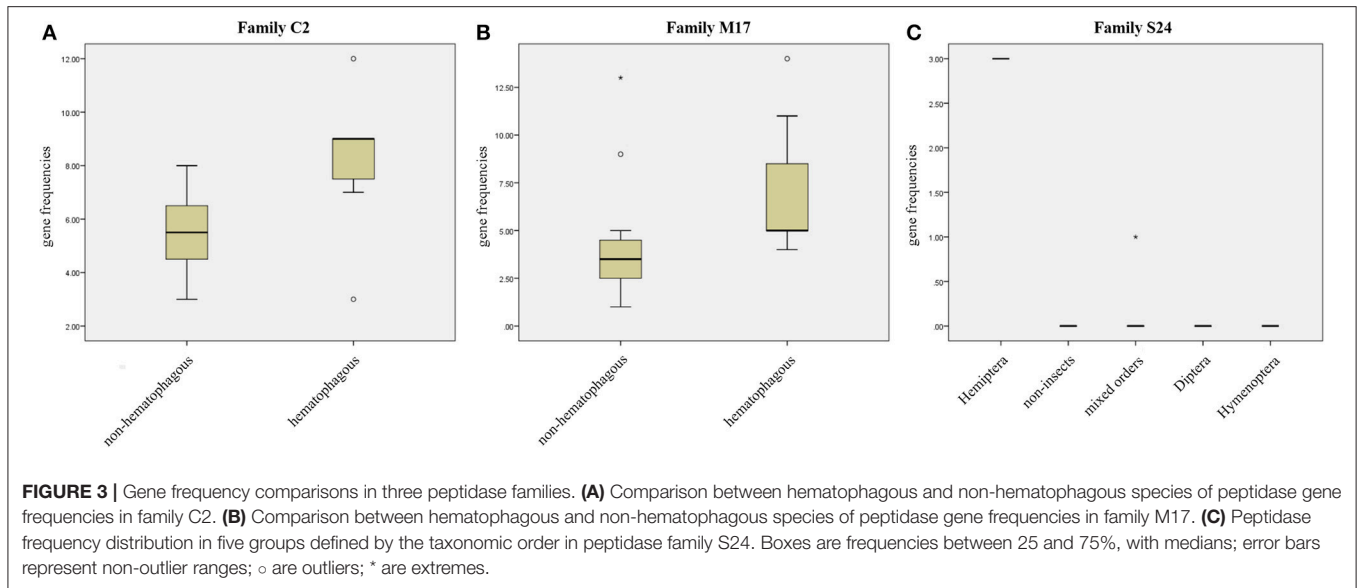 A
Family C2
12.00
10.00
8.00
6.00
4.00
2.00
gene frequencies
non-hematophagous
hematophagous
B
Family M17
12.50
10.00
7.50
5.00
2.50
.00
gene frequencies
non-hematophagous
hematophagous
C
Family S24
3.00
2.50
2.00
1.50
1.00
.50
.00
gene frequencies
Hemiptera
non-insects
mixed orders
Diptera
Hymenoptera
FIGURE 3 | Gene frequency comparisons in three peptidase families. (A) Comparison between hematophagous and non-hematophagous species of peptidase gene
frequencies in family C2. (B) Comparison between hematophagous and non-hematophagous species of peptidase gene frequencies in family M17. (C) Peptidase
frequency distribution in five groups defined by the taxonomic order in peptidase family S24. Boxes are frequencies between 25 and 75%, with medians; error bars
represent non-outlier ranges; ○ are outliers; * are extremes.